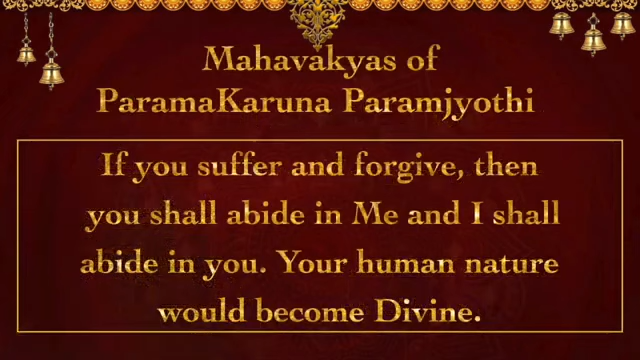 Mahavakyas of
ParamaKaruna Paramjyothi
If you suffer and forgive, then
you shall abide in Me and I shall
abide in you. Your human nature
would become Divine.